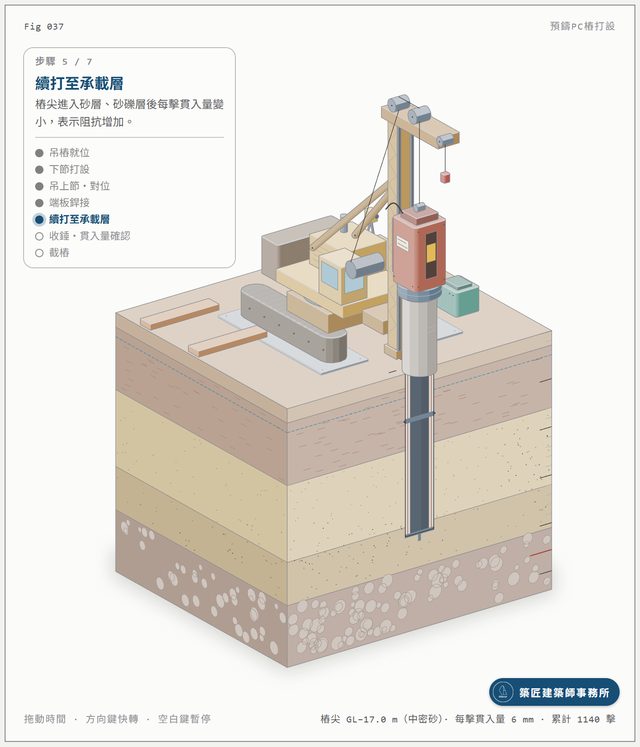 Fig 037
預鑄PC樁打設
步驟 5 / 7
續打至承載層
樁尖進入砂層、砂礫層後每擊貫入量變
小，表示阻抗增加。
吊樁就位
下節打設
吊上節・對位
端板銲接
續打至承載層
收錘・貫入量確認
截樁
築匠建築師事務所
拖動時間 · 方向鍵快轉 · 空白鍵暫停
樁尖 GL−17.0 m（中密砂）· 每擊貫入量 6 mm · 累計 1140 擊